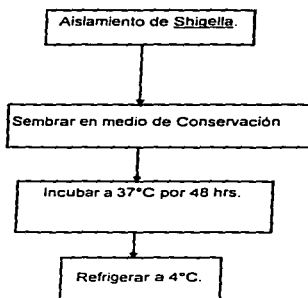 Aislamiento de Shigella.
Sembrar en medio de Conservación
Incubar a 37°C por 48 hrs.
Refrigerar a 4°C.